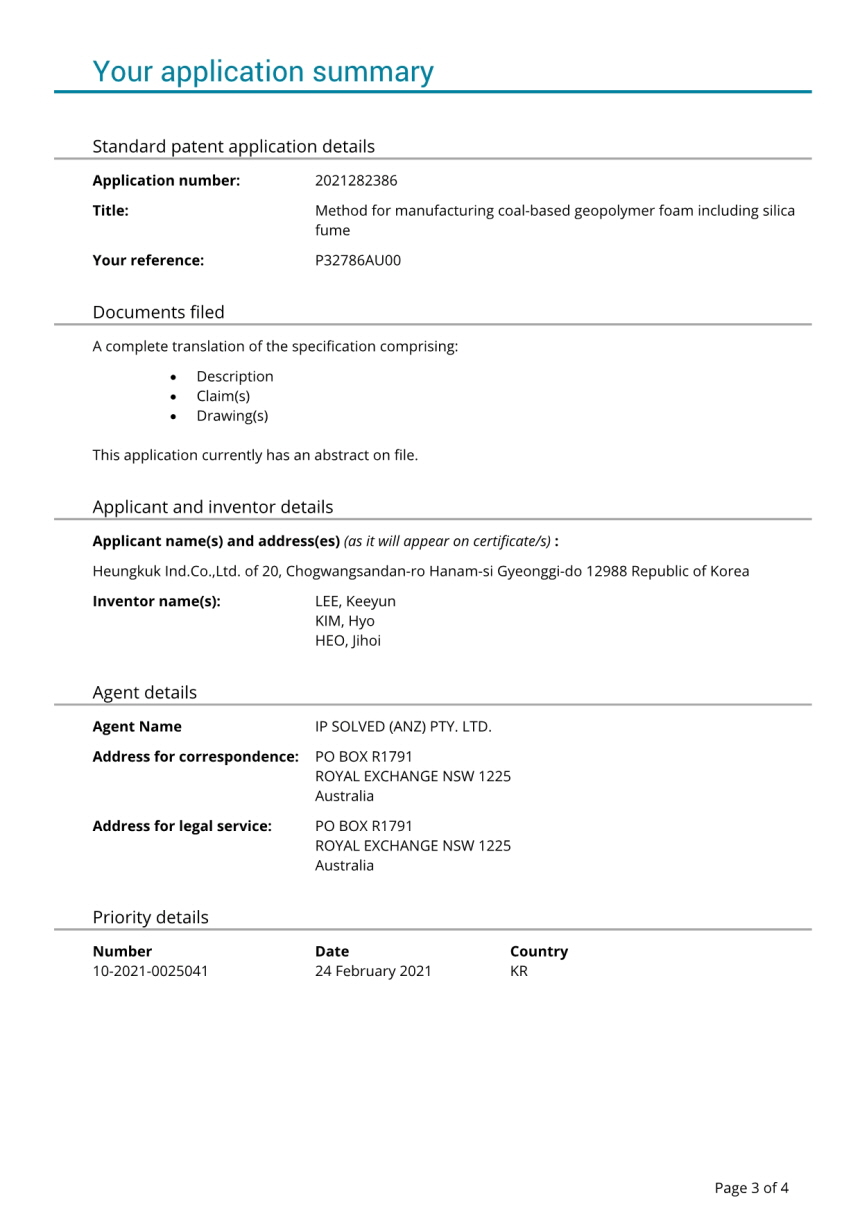 Your application summary
Standard patent application details
Application number: 2021282386
Title: Method for manufacturing coal-based geopolymer foam including silica
fume
Your reference: P32786AU00
Documents filed
A complete translation of the specification comprising:
• Description
• Claim(s)
• Drawing(s)
This application currently has an abstract on file.
Applicant and inventor details
Applicant name(s) and address(es) (as it will appear on certificate/s) :
Heungkuk Ind.Co.,Ltd. of 20, Chogwangsandan-ro Hanam-si Gyeonggi-do 12988 Republic of Korea
Inventor name(s): LEE, Keeyun
KIM, Hyo
HEO, Jihoi
Agent details
Agent Name IP SOLVED (ANZ) PTY. LTD.
Address for correspondence: PO BOX R1791
ROYAL EXCHANGE NSW 1225
Australia
Address for legal service: PO BOX R1791
ROYAL EXCHANGE NSW 1225
Australia
Priority details
Number Date Country
10-2021-0025041 24 February 2021 KR
Page 3 of 4